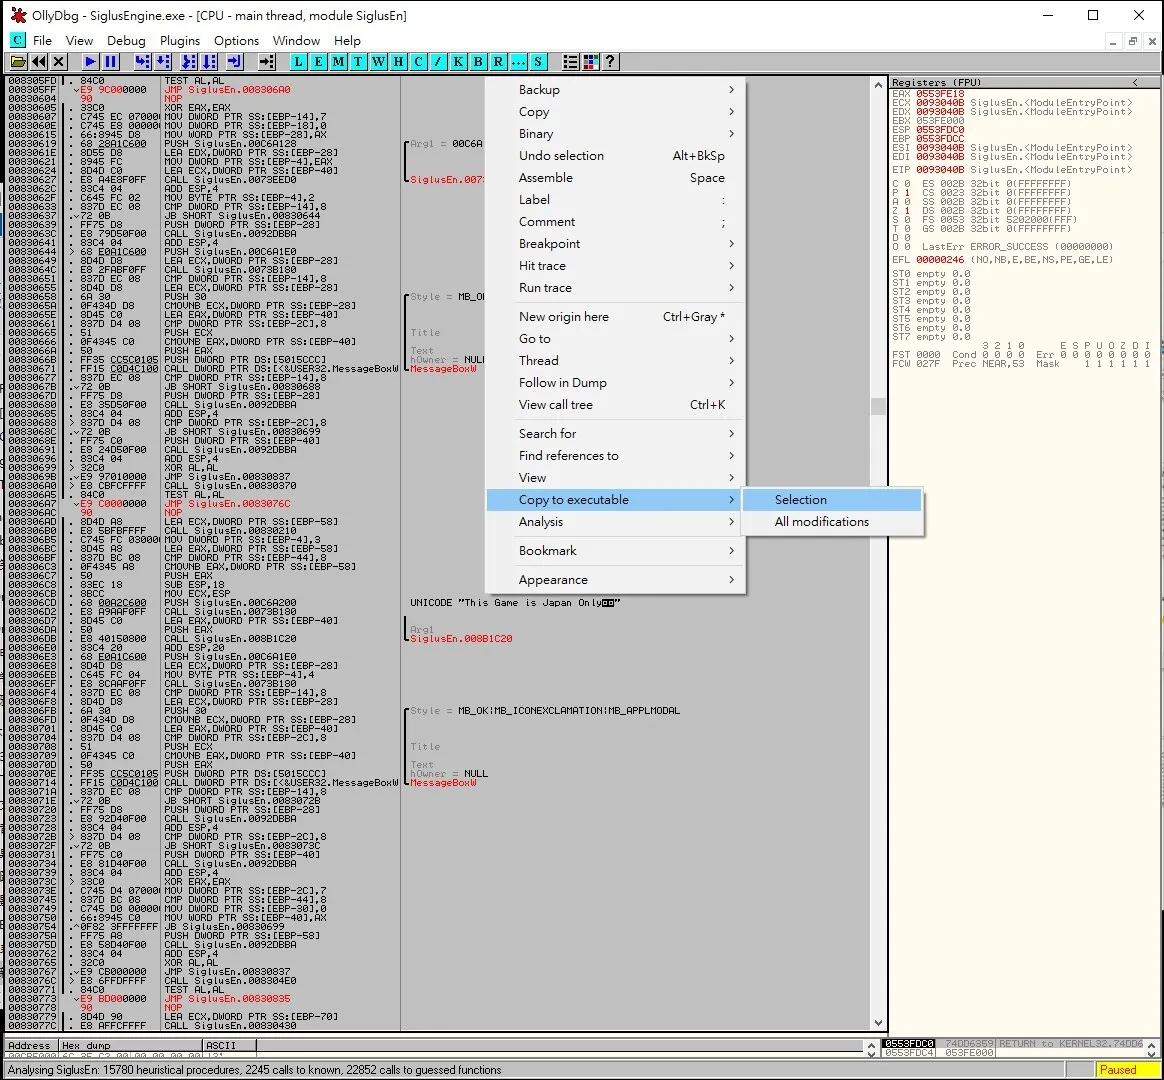 OllyDbg - SiglusEngine.exe - [CPU - main thread, module SiglusEn]
C File View Debug Plugins Options Window Help
L E M T W H C / K B R ... S ?
008305FD . 84C0 TEST AL,AL
008305FF E9 9C000000 JMP SiglusEn.008306A0
00830604 90 NOP
00830605 . 33C0 XOR EAX,EAX
00830607 . C745 EC 070000 MOV DWORD PTR SS:[EBP-14],7
0083060E . C745 E8 000000 MOV DWORD PTR SS:[EBP-18],0
00830615 . 66:8945 D8 MOV WORD PTR SS:[EBP-28],AX
00830619 . 68 28A1C600 PUSH SiglusEn.00C6A128 Arg1 = 00C6A
0083061E . 8D55 D8 LEA EDX,DWORD PTR SS:[EBP-28]
00830621 . 8945 FC MOV DWORD PTR SS:[EBP-4],EAX
00830624 . 8D4D C0 LEA ECX,DWORD PTR SS:[EBP-40]
00830627 . E8 A4E8F0FF CALL SiglusEn.0073EED0 SiglusEn.0073
0083062C . 83C4 04 ADD ESP,4
0083062F . C645 FC 02 MOV BYTE PTR SS:[EBP-4],2
00830633 . 837D EC 08 CMP DWORD PTR SS:[EBP-14],8
00830637 . 72 0B JB SHORT SiglusEn.00830644
00830639 . FF75 D8 PUSH DWORD PTR SS:[EBP-28]
0083063C . E8 79D50F00 CALL SiglusEn.0092DBBA
00830641 . 83C4 04 ADD ESP,4
00830644 > 68 E0A1C600 PUSH SiglusEn.00C6A1E0
00830649 . 8D4D D8 LEA ECX,DWORD PTR SS:[EBP-28]
0083064C . E8 2FABF0FF CALL SiglusEn.0073B180
00830651 . 837D EC 08 CMP DWORD PTR SS:[EBP-14],8
00830655 . 8D4D D8 LEA ECX,DWORD PTR SS:[EBP-28]
00830658 . 6A 30 PUSH 30 Style = MB_O
0083065A . 0F434D D8 CMOVNB ECX,DWORD PTR SS:[EBP-28]
0083065E . 8D45 C0 LEA EAX,DWORD PTR SS:[EBP-40]
00830661 . 837D D4 08 CMP DWORD PTR SS:[EBP-2C],8
00830665 . 51 PUSH ECX Title
00830666 . 0F4345 C0 CMOVNB EAX,DWORD PTR SS:[EBP-40]
0083066A . 50 PUSH EAX Text
0083066B . FF35 CC5C0105 PUSH DWORD PTR DS:[5015CCC] hOwner = NULL
00830671 . FF15 C0D4C100 CALL DWORD PTR DS:[<&USER32.MessageBoxW MessageBoxW
00830677 . 837D EC 08 CMP DWORD PTR SS:[EBP-14],8
0083067B . 72 0B JB SHORT SiglusEn.00830688
0083067D . FF75 D8 PUSH DWORD PTR SS:[EBP-28]
00830680 . E8 35D50F00 CALL SiglusEn.0092DBBA
00830685 . 83C4 04 ADD ESP,4
00830688 > 837D D4 08 CMP DWORD PTR SS:[EBP-2C],8
0083068C . 72 0B JB SHORT SiglusEn.00830699
0083068E . FF75 C0 PUSH DWORD PTR SS:[EBP-40]
00830691 . E8 24D50F00 CALL SiglusEn.0092DBBA
00830696 . 83C4 04 ADD ESP,4
00830699 > 32C0 XOR AL,AL
0083069B . E9 97010000 JMP SiglusEn.00830837
008306A0 > E8 CBFCFFFF CALL SiglusEn.00830370
008306A5 . 84C0 TEST AL,AL
008306A7 E9 C0000000 JMP SiglusEn.0083076C
008306AC 90 NOP
008306AD . 8D4D A8 LEA ECX,DWORD PTR SS:[EBP-58]
008306B0 . E8 5BFBFFFF CALL SiglusEn.00830210
008306B5 . C745 FC 030000 MOV DWORD PTR SS:[EBP-4],3
008306BC . 8D45 A8 LEA EAX,DWORD PTR SS:[EBP-58]
008306BF . 837D BC 08 CMP DWORD PTR SS:[EBP-44],8
008306C3 . 0F4345 A8 CMOVNB EAX,DWORD PTR SS:[EBP-58]
008306C7 . 50 PUSH EAX
008306C8 . 83EC 18 SUB ESP,18
008306CB . 8BCC MOV ECX,ESP
008306CD . 68 00A2C600 PUSH SiglusEn.00C6A200 UNICODE "This Game is Japan Only"
008306D2 . E8 A9AAF0FF CALL SiglusEn.0073B180
008306D7 . 8D45 C0 LEA EAX,DWORD PTR SS:[EBP-40]
008306DA . 50 PUSH EAX Arg1
008306DB . E8 40150800 CALL SiglusEn.008B1C20 SiglusEn.008B1C20
008306E0 . 83C4 20 ADD ESP,20
008306E3 . 68 E0A1C600 PUSH SiglusEn.00C6A1E0
008306E8 . 8D4D D8 LEA ECX,DWORD PTR SS:[EBP-28]
008306EB . C645 FC 04 MOV BYTE PTR SS:[EBP-4],4
008306EF . E8 8CAAF0FF CALL SiglusEn.0073B180
008306F4 . 837D EC 08 CMP DWORD PTR SS:[EBP-14],8
008306F8 . 8D4D D8 LEA ECX,DWORD PTR SS:[EBP-28]
008306FB . 6A 30 PUSH 30 Style = MB_OK|MB_ICONEXCLAMATION|MB_APPLMODAL
008306FD . 0F434D D8 CMOVNB ECX,DWORD PTR SS:[EBP-28]
00830701 . 8D45 C0 LEA EAX,DWORD PTR SS:[EBP-40]
00830704 . 837D D4 08 CMP DWORD PTR SS:[EBP-2C],8
00830708 . 51 PUSH ECX Title
00830709 . 0F4345 C0 CMOVNB EAX,DWORD PTR SS:[EBP-40]
0083070D . 50 PUSH EAX Text
0083070E . FF35 CC5C0105 PUSH DWORD PTR DS:[5015CCC] hOwner = NULL
00830714 . FF15 C0D4C100 CALL DWORD PTR DS:[<&USER32.MessageBoxW MessageBoxW
0083071A . 837D EC 08 CMP DWORD PTR SS:[EBP-14],8
0083071E . 72 0B JB SHORT SiglusEn.0083072B
00830720 . FF75 D8 PUSH DWORD PTR SS:[EBP-28]
00830723 . E8 92D40F00 CALL SiglusEn.0092DBBA
00830728 . 83C4 04 ADD ESP,4
0083072B > 837D D4 08 CMP DWORD PTR SS:[EBP-2C],8
0083072F . 72 0B JB SHORT SiglusEn.0083073C
00830731 . FF75 C0 PUSH DWORD PTR SS:[EBP-40]
00830734 . E8 81D40F00 CALL SiglusEn.0092DBBA
00830739 . 83C4 04 ADD ESP,4
0083073C > 33C0 XOR EAX,EAX
0083073E . C745 D4 070000 MOV DWORD PTR SS:[EBP-2C],7
00830745 . 837D BC 08 CMP DWORD PTR SS:[EBP-44],8
00830749 . C745 D0 000000 MOV DWORD PTR SS:[EBP-30],0
00830750 . 66:8945 C0 MOV WORD PTR SS:[EBP-40],AX
00830754 .^0F82 3FFFFFFF JB SiglusEn.00830699
0083075A . FF75 A8 PUSH DWORD PTR SS:[EBP-58]
0083075D . E8 58D40F00 CALL SiglusEn.0092DBBA
00830762 . 83C4 04 ADD ESP,4
00830765 . 32C0 XOR AL,AL
00830767 . E9 CB000000 JMP SiglusEn.00830837
0083076C > E8 6FFDFFFF CALL SiglusEn.008304E0
00830771 . 84C0 TEST AL,AL
00830773 E9 BD000000 JMP SiglusEn.00830835
00830778 90 NOP
00830779 . 8D4D 90 LEA ECX,DWORD PTR SS:[EBP-70]
0083077C . E8 AFFCFFFF CALL SiglusEn.00830430
Backup
Copy
Binary
Undo selection Alt+BkSp
Assemble Space
Label :
Comment ;
Breakpoint
Hit trace
Run trace
New origin here Ctrl+Gray *
Go to
Thread
Follow in Dump
View call tree Ctrl+K
Search for
Find references to
View
Copy to executable
Analysis
Bookmark
Appearance
Selection
All modifications
Registers (FPU) <
EAX 0553FE18
ECX 0093040B SiglusEn.<ModuleEntryPoint>
EDX 0093040B SiglusEn.<ModuleEntryPoint>
EBX 053FE000
ESP 0553FDC0
EBP 0553FDCC
ESI 0093040B SiglusEn.<ModuleEntryPoint>
EDI 0093040B SiglusEn.<ModuleEntryPoint>
EIP 0093040B SiglusEn.<ModuleEntryPoint>
C 0 ES 002B 32bit 0(FFFFFFFF)
P 1 CS 0023 32bit 0(FFFFFFFF)
A 0 SS 002B 32bit 0(FFFFFFFF)
Z 1 DS 002B 32bit 0(FFFFFFFF)
S 0 FS 0053 32bit 5202000(FFF)
T 0 GS 002B 32bit 0(FFFFFFFF)
D 0
O 0 LastErr ERROR_SUCCESS (00000000)
EFL 00000246 (NO,NB,E,BE,NS,PE,GE,LE)
ST0 empty 0.0
ST1 empty 0.0
ST2 empty 0.0
ST3 empty 0.0
ST4 empty 0.0
ST5 empty 0.0
ST6 empty 0.0
ST7 empty 0.0
3 2 1 0 E S P U O Z D I
FST 0000 Cond 0 0 0 0 Err 0 0 0 0 0 0 0 0
FCW 027F Prec NEAR,53 Mask 1 1 1 1 1 1
Address Hex dump ASCII
0553FDC0 74DD6359 RETURN to KERNEL32.74DD6
0553FDC4 053FE000
Analysing SiglusEn: 15780 heuristical procedures, 2245 calls to known, 22852 calls to guessed functions
Paused